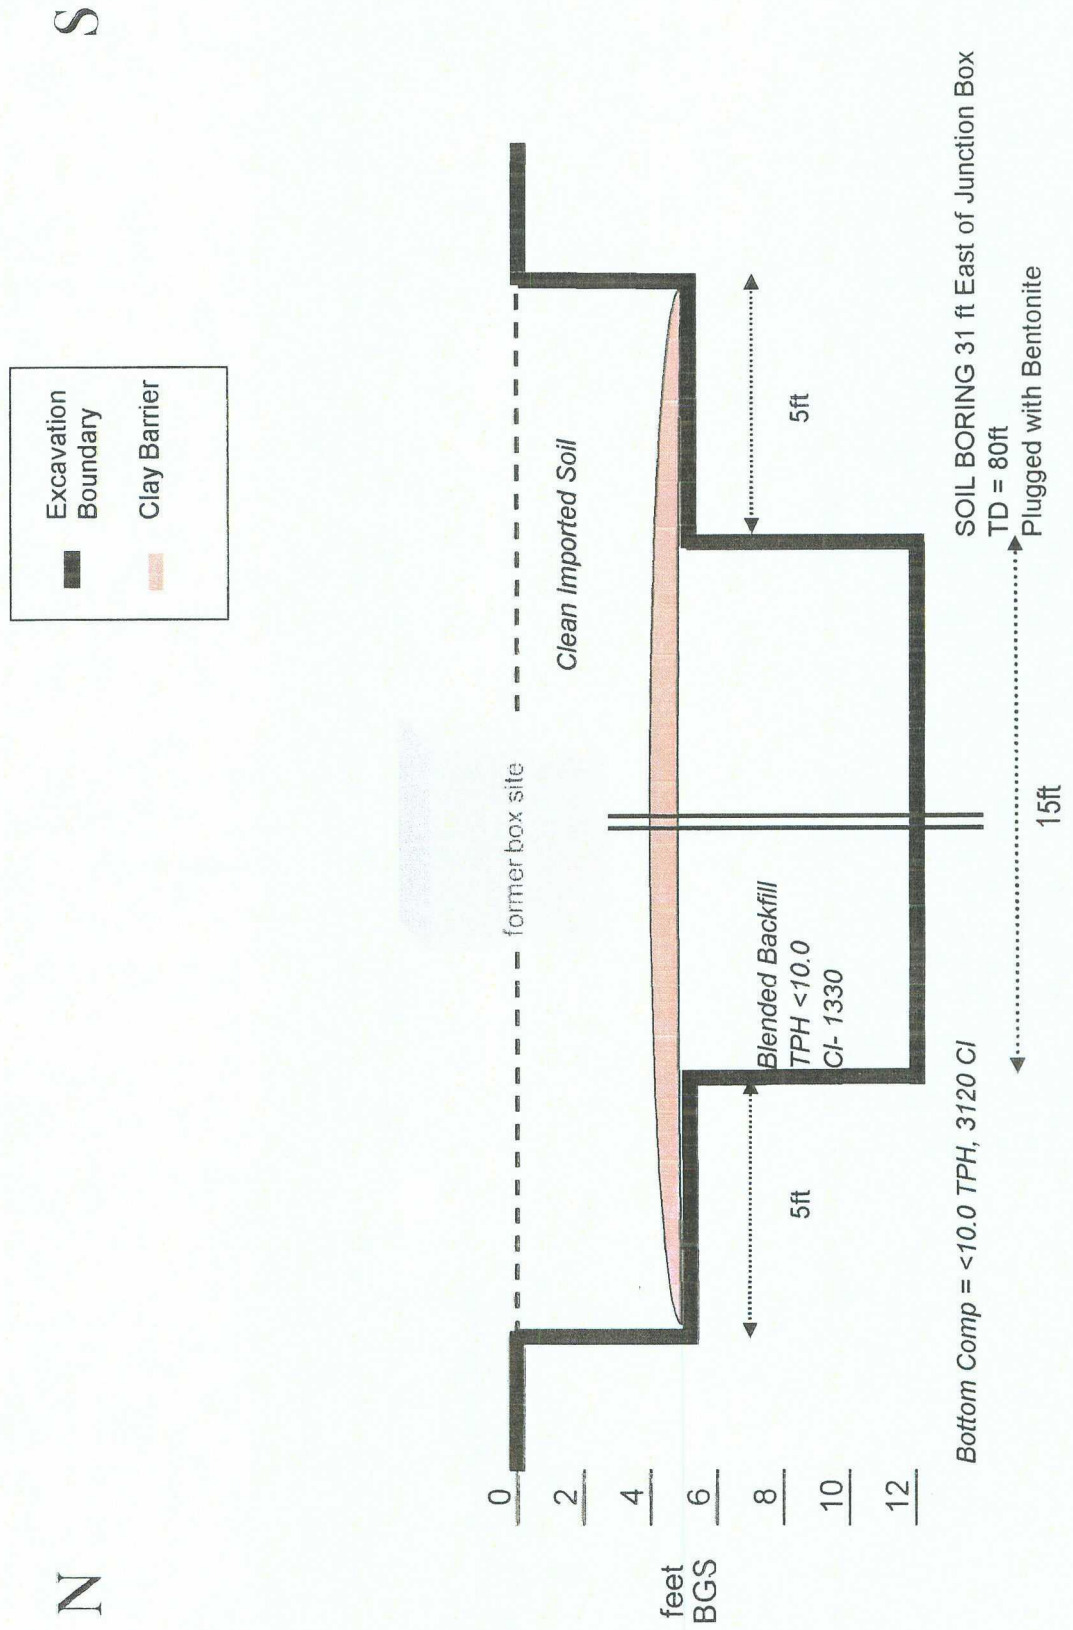 N
S
Excavation
Boundary
Clay Barrier
former box site
Clean Imported Soil
feet
BGS
0
2
4
6
8
10
12
Blended Backfill
TPH <10.0
Cl- 1330
5ft
5ft
Bottom Comp = <10.0 TPH, 3120 Cl
SOIL BORING 31 ft East of Junction Box
TD = 80ft
Plugged with Bentonite
15ft